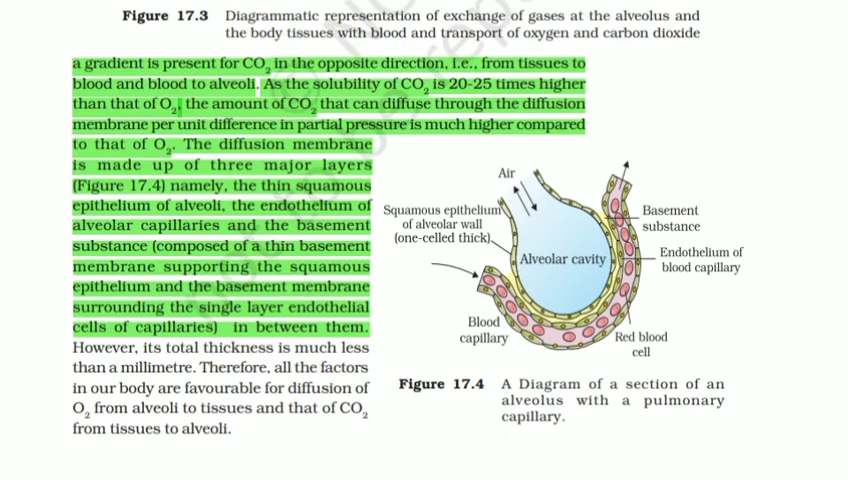 Figure 17.3 Diagrammatic representation of exchange of gases at the alveolus and
the body tissues with blood and transport of oxygen and carbon dioxide
a gradient is present for CO2 in the opposite direction, i.e., from tissues to
blood and blood to alveoli. As the solubility of CO2 is 20-25 times higher
than that of O2, the amount of CO2 that can diffuse through the diffusion
membrane per unit difference in partial pressure is much higher compared
to that of O2. The diffusion membrane
is made up of three major layers
(Figure 17.4) namely, the thin squamous
epithelium of alveoli, the endothelium of
alveolar capillaries and the basement
substance (composed of a thin basement
membrane supporting the squamous
epithelium and the basement membrane
surrounding the single layer endothelial
cells of capillaries) in between them.
However, its total thickness is much less
than a millimetre. Therefore, all the factors
in our body are favourable for diffusion of
O2 from alveoli to tissues and that of CO2
from tissues to alveoli.
Air
Squamous epithelium
of alveolar wall
(one-celled thick)
Alveolar cavity
Basement
substance
Endothelium of
blood capillary
Blood
capillary
Red blood
cell
Figure 17.4 A Diagram of a section of an
alveolus with a pulmonary
capillary.